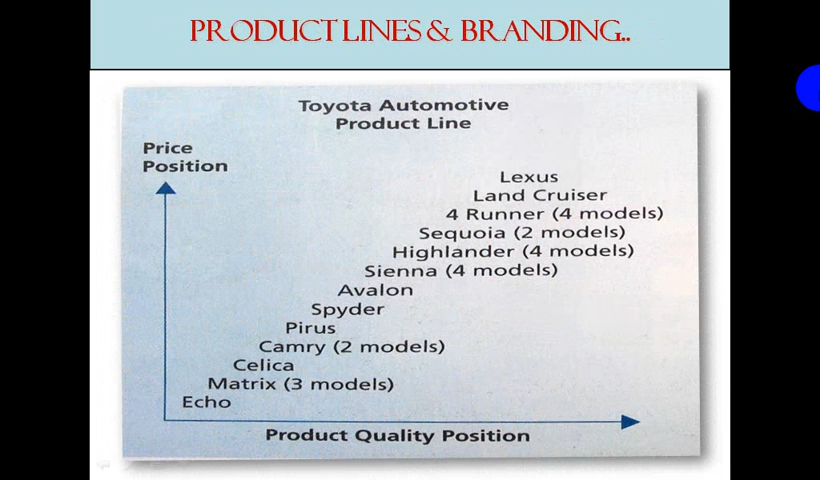 PRODUCT LINES & BRANDING..
Toyota Automotive
Product Line
Price
Position
Lexus
Land Cruiser
4 Runner (4 models)
Sequoia (2 models)
Highlander (4 models)
Sienna (4 models)
Avalon
Spyder
Pirus
Camry (2 models)
Celica
Matrix (3 models)
Echo
Product Quality Position